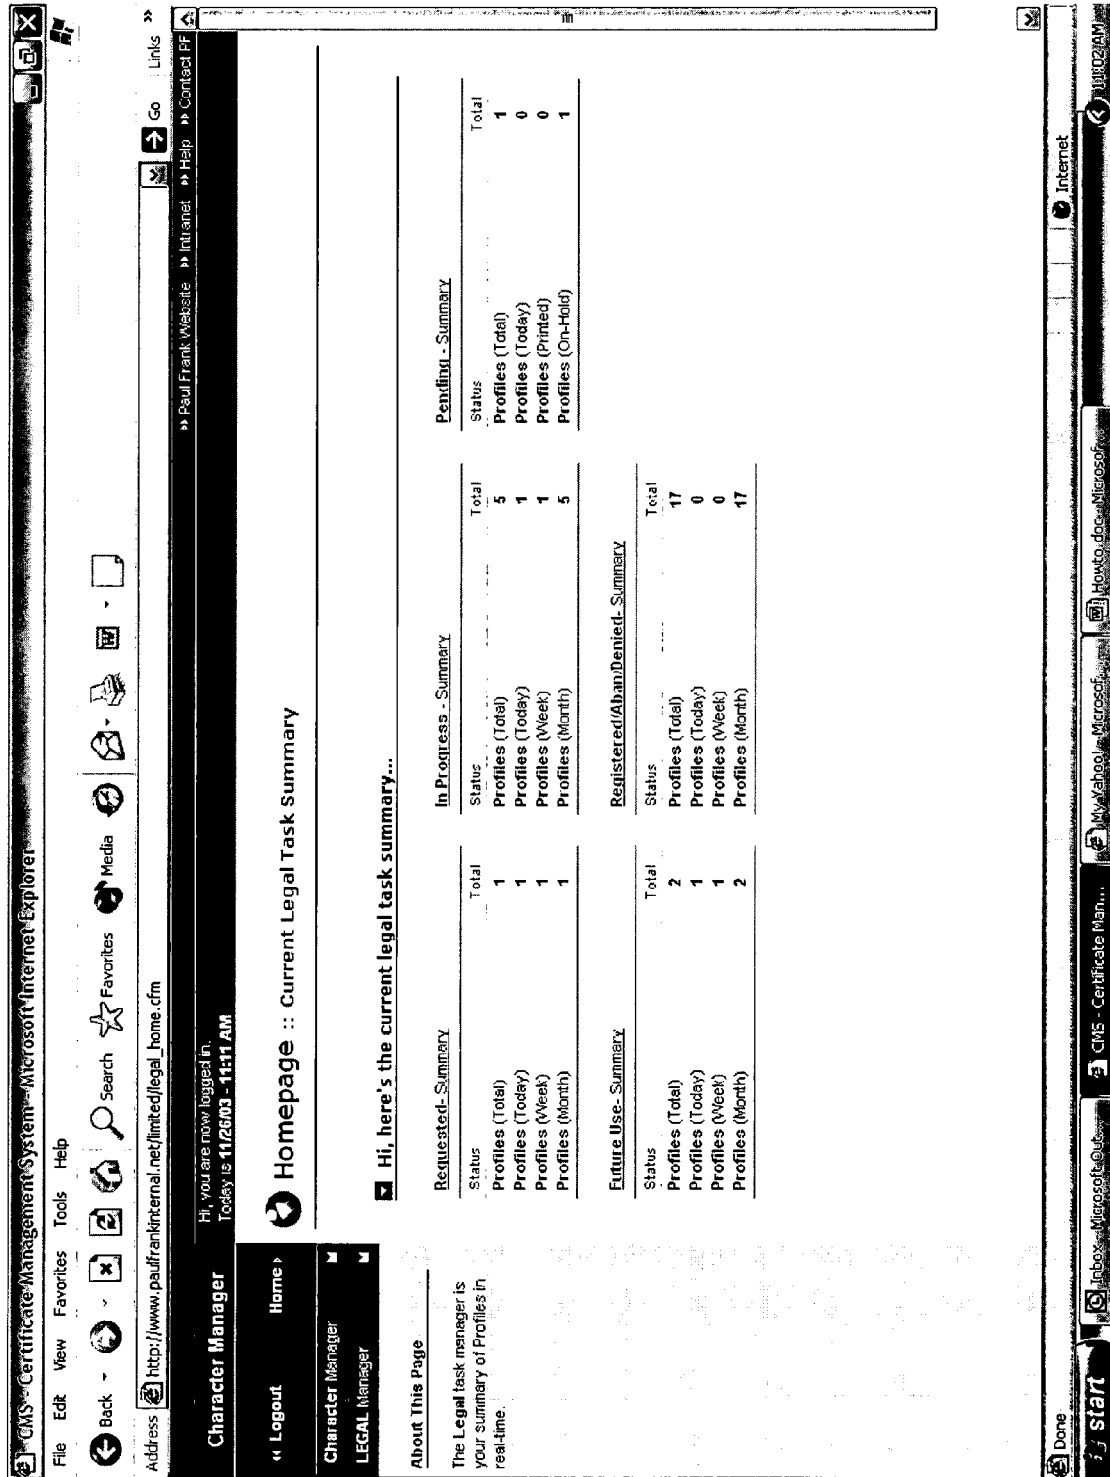 CMS - Certificate Management System - Microsoft Internet Explorer
File Edit View Favorites Tools Help
Back Search Favorites Media
Address http://www.paulfrankinternal.net/limited/legal_home.cfm Go Links »
Paul Frank Website Intranet Help Contact PF
Character Manager
Hi, you are now logged in.
Today is 11/26/03 - 11:11 AM
Logout Home
Character Manager
LEGAL Manager
About This Page
The Legal task manager is
your summary of Profiles in
real-time.
Homepage :: Current Legal Task Summary
Hi, here's the current legal task summary...
Requested- Summary
Status Total
Profiles (Total) 1
Profiles (Today) 1
Profiles (Week) 1
Profiles (Month) 1
In Progress - Summary
Status Total
Profiles (Total) 5
Profiles (Today) 1
Profiles (Week) 1
Profiles (Month) 5
Pending - Summary
Status Total
Profiles (Total) 1
Profiles (Today) 0
Profiles (Printed) 0
Profiles (On-Hold) 1
Future Use- Summary
Status Total
Profiles (Total) 2
Profiles (Today) 1
Profiles (Week) 1
Profiles (Month) 2
Registered/Aban/Denied- Summary
Status Total
Profiles (Total) 17
Profiles (Today) 0
Profiles (Week) 0
Profiles (Month) 17
Done Internet
start Inbox - Microsoft Out... CMS - Certificate Man... My Yahoo! - Microsof... Howto.doc - Microsof... 11:02 AM